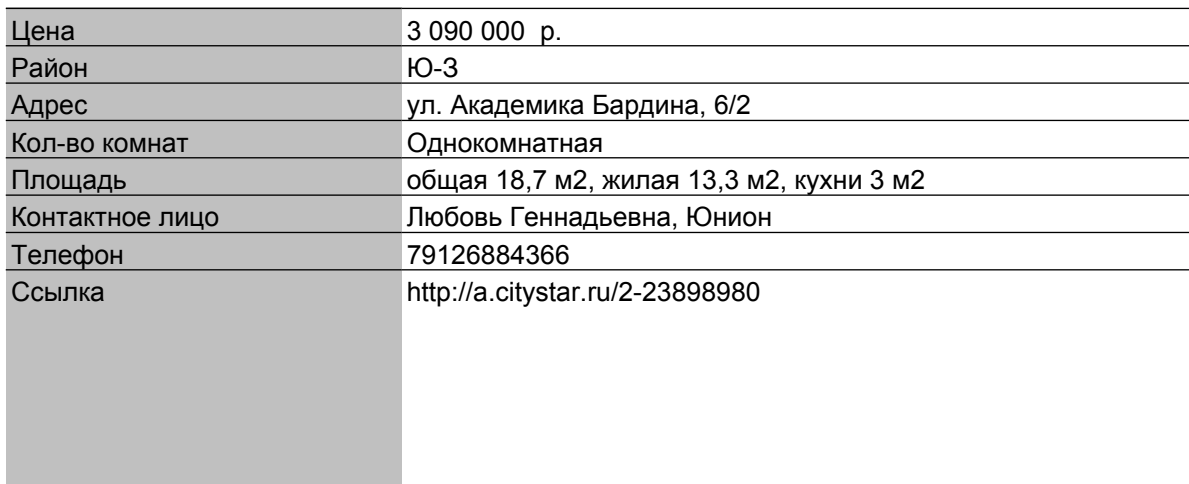 Цена 3 090 000 р.
Район Ю-З
Адрес ул. Академика Бардина, 6/2
Кол-во комнат Однокомнатная
Площадь общая 18,7 м2, жилая 13,3 м2, кухни 3 м2
Контактное лицо Любовь Геннадьевна, Юнион
Телефон 79126884366
Ссылка http://a.citystar.ru/2-23898980